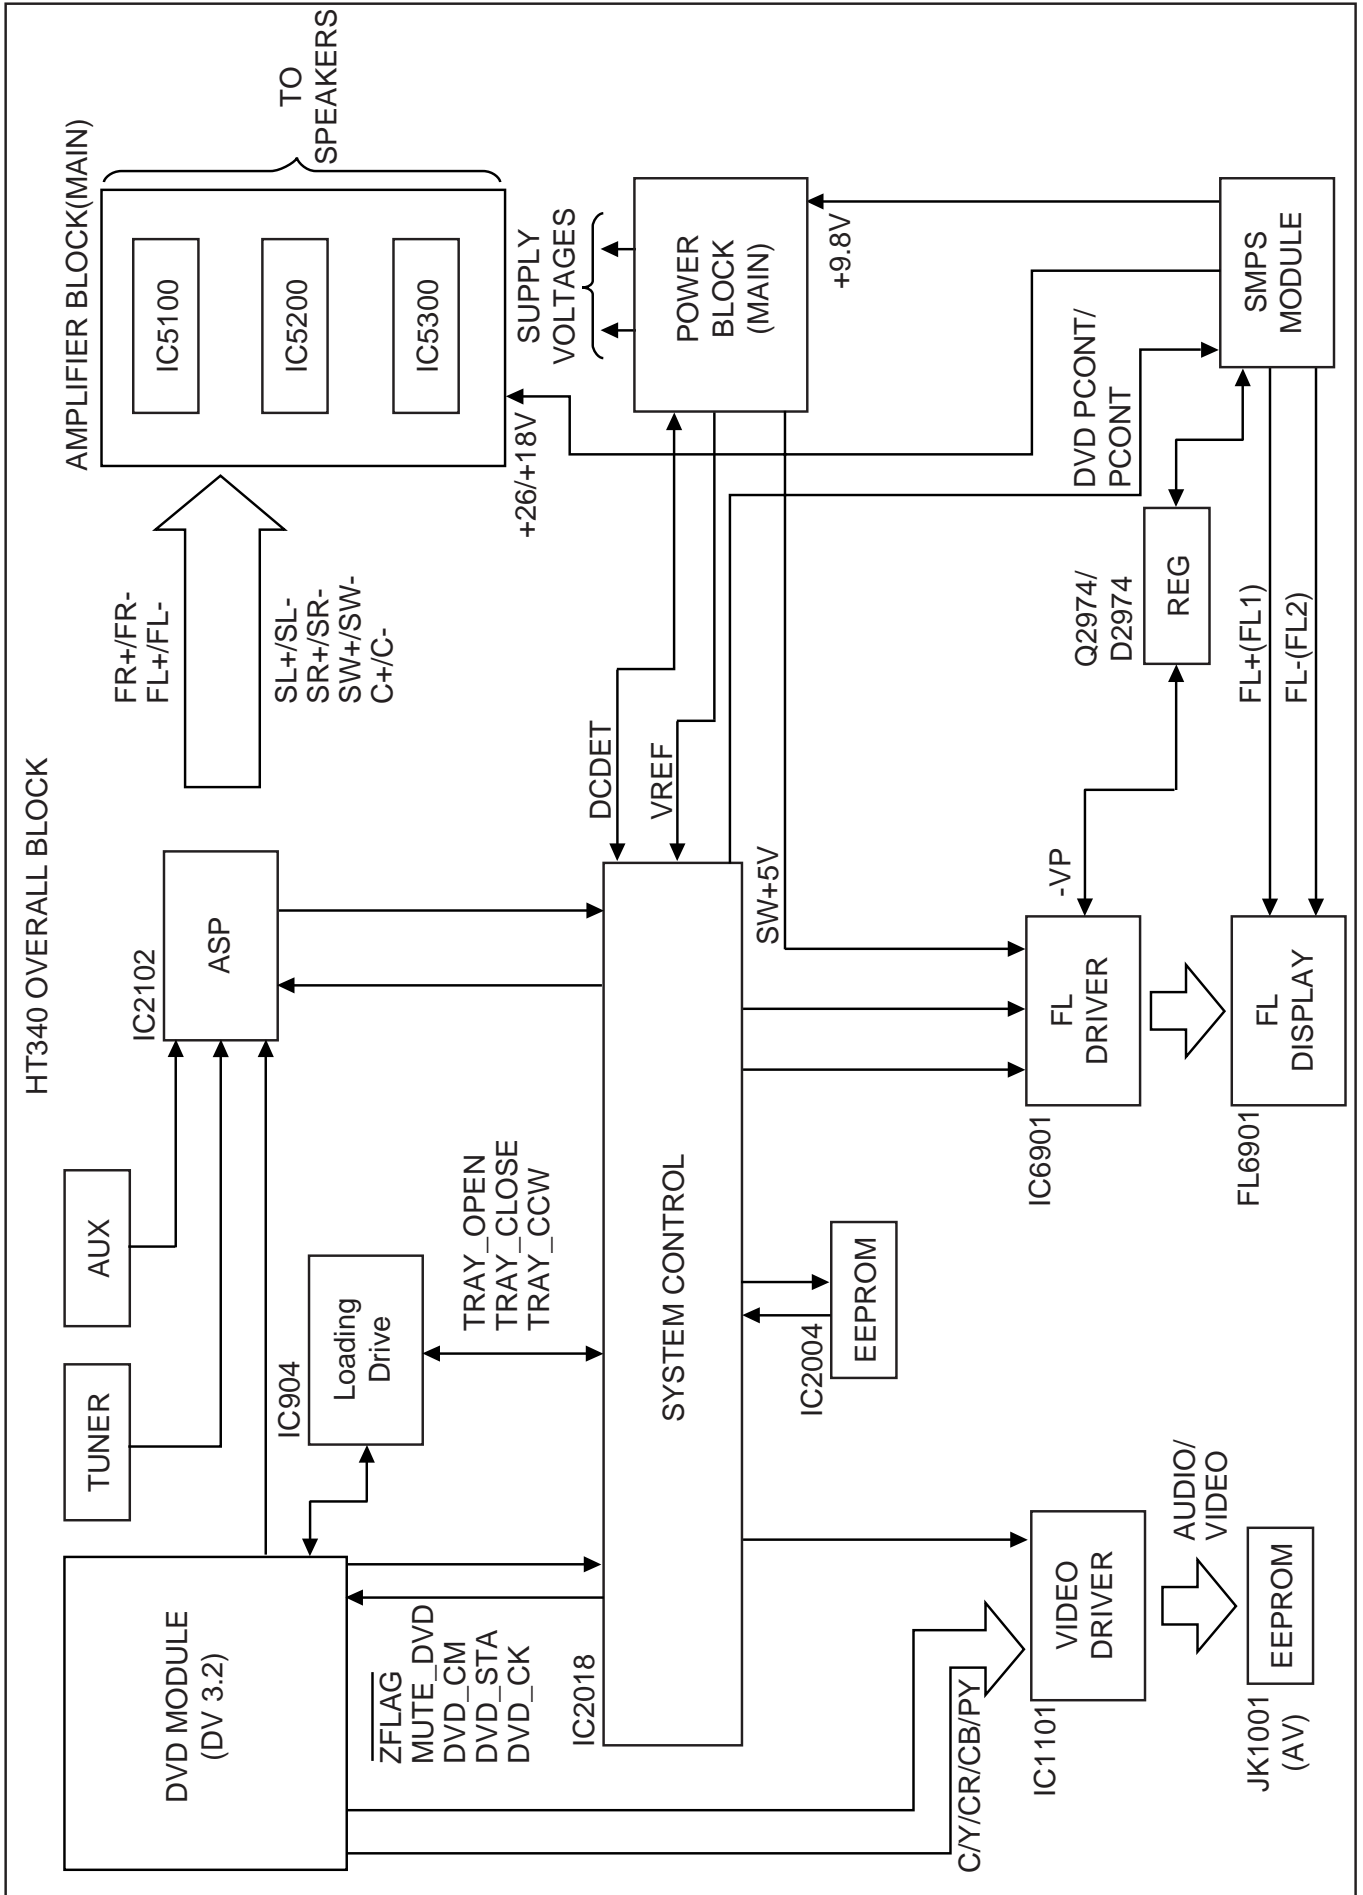 HT340 OVERALL BLOCK
DVD MODULE
(DV 3.2)
TUNER
AUX
IC2102
ASP
FR+/FR-
FL+/FL-
SL+/SL-
SR+/SR-
SW+/SW-
C+/C-
AMPLIFIER BLOCK(MAIN)
IC5100
IC5200
IC5300
TO
SPEAKERS
IC904
Loading
Drive
TRAY_OPEN
TRAY_CLOSE
TRAY_CCW
ZFLAG
MUTE_DVD
DVD_CM
DVD_STA
DVD_CK
IC2018
SYSTEM CONTROL
DCDET
VREF
SW+5V
+26/+18V
SUPPLY
VOLTAGES
POWER
BLOCK
(MAIN)
+9.8V
IC2004
EEPROM
C/Y/CR/CB/PY
IC1101
VIDEO
DRIVER
AUDIO/
VIDEO
JK1001
(AV)
EEPROM
IC6901
FL
DRIVER
-VP
FL6901
FL
DISPLAY
Q2974/
D2974
REG
DVD PCONT/
PCONT
FL+(FL1)
FL-(FL2)
SMPS
MODULE